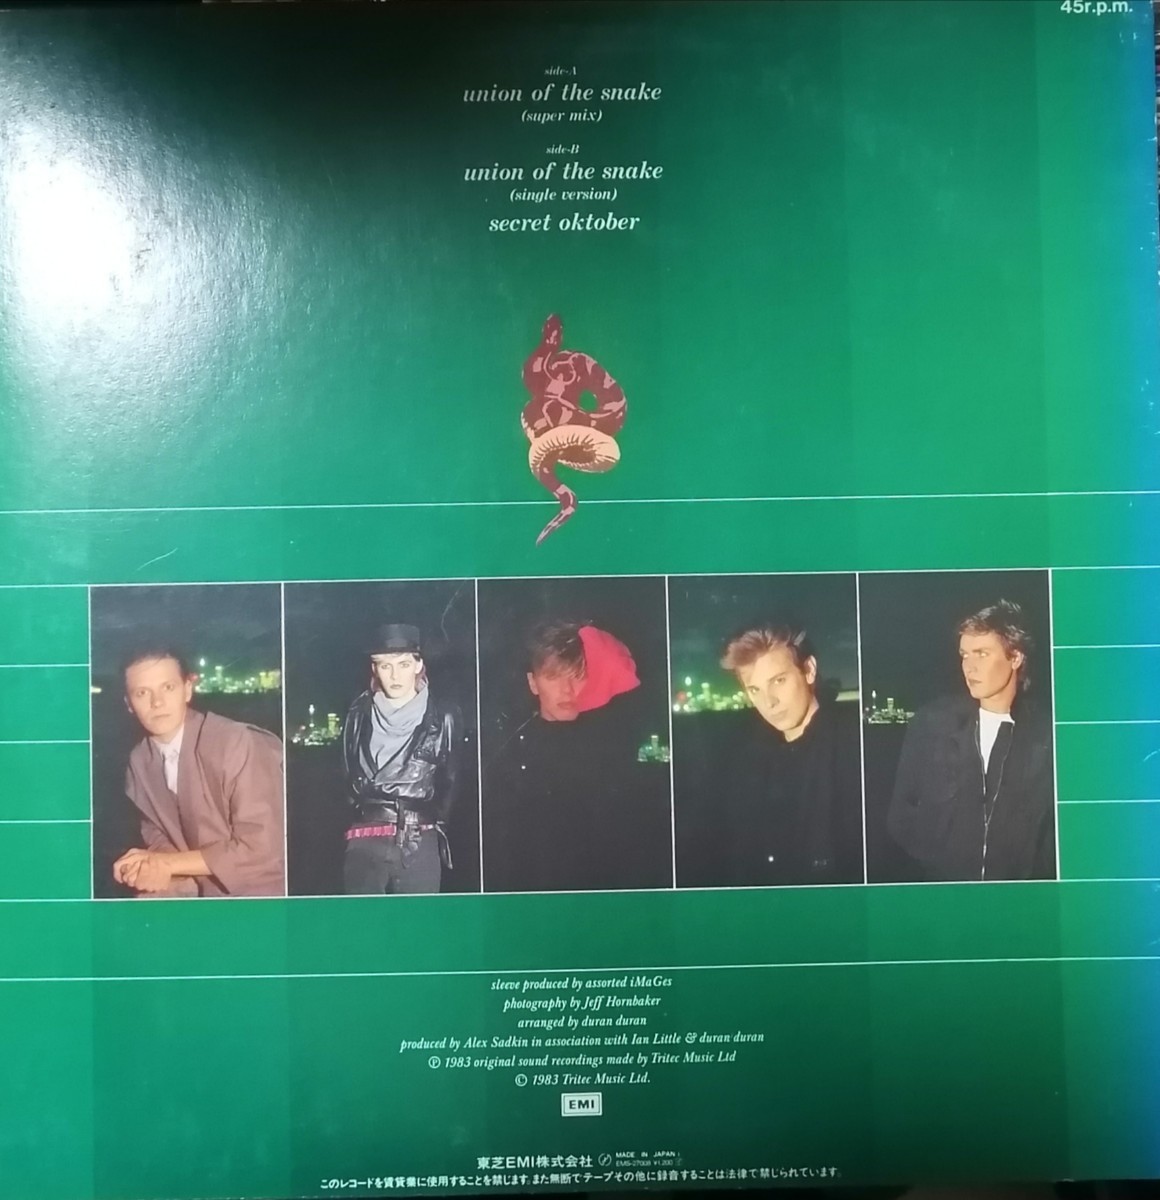 45r.p.m.
side-A
union of the snake
(super mix)
side-B
union of the snake
(single version)
secret oktober
sleeve produced by assorted iMaGes
photography by Jeff Hornbaker
arranged by duran duran
produced by Alex Sadkin in association with Ian Little & duran duran
℗ 1983 original sound recordings made by Tritec Music Ltd
© 1983 Tritec Music Ltd.
EMI
東芝EMI株式会社 MADE IN JAPAN
EMS-27008 ¥1,200
このレコードを賃貸業に使用することを禁じます。また無断でテープその他に録音することは法律で禁じられています。